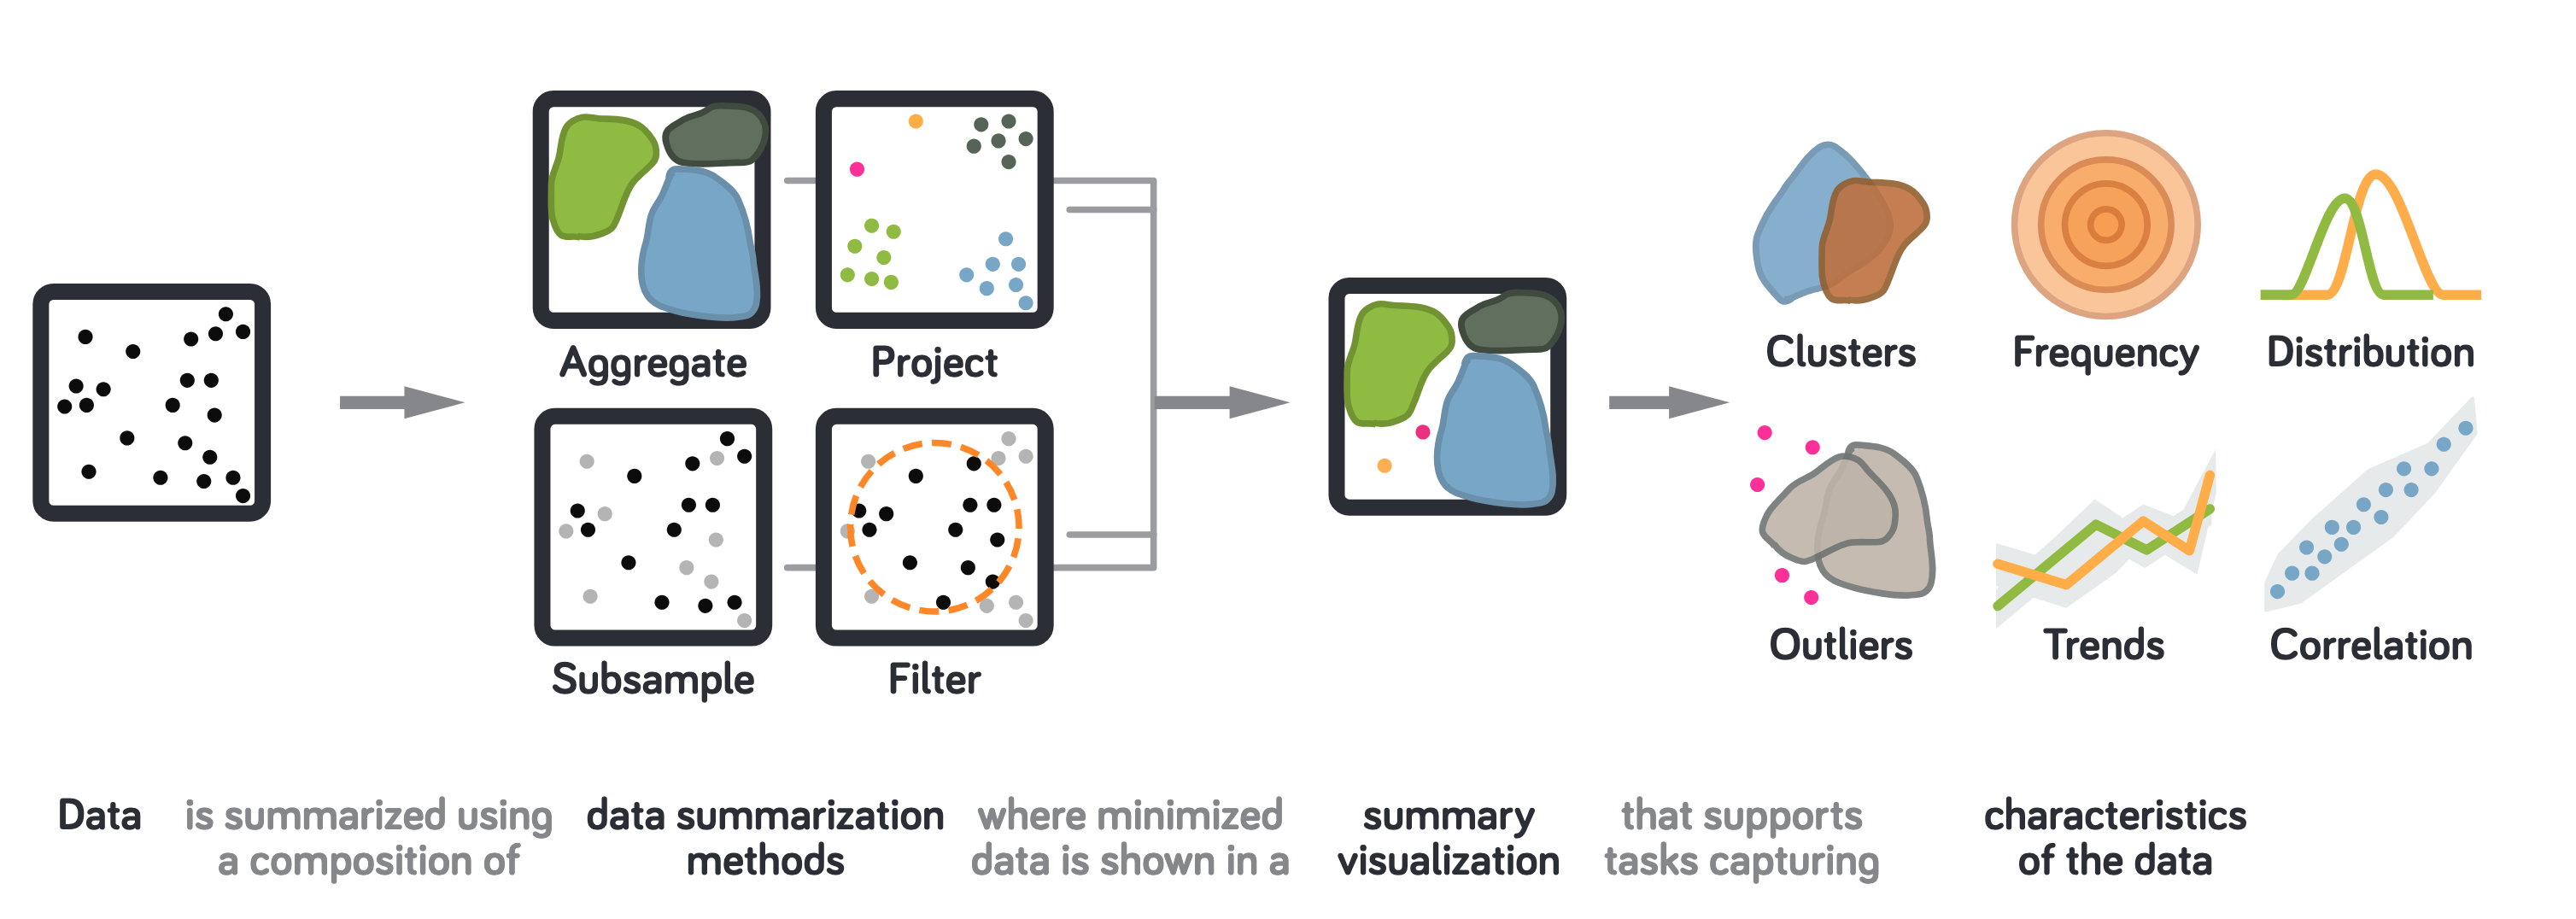 Aggregate
Project
Subsample
Filter
Clusters
Frequency
Distribution
Outliers
Trends
Correlation
Data
is summarized using
a composition of
data summarization
methods
where minimized
data is shown in a
summary
visualization
that supports
tasks capturing
characteristics
of the data